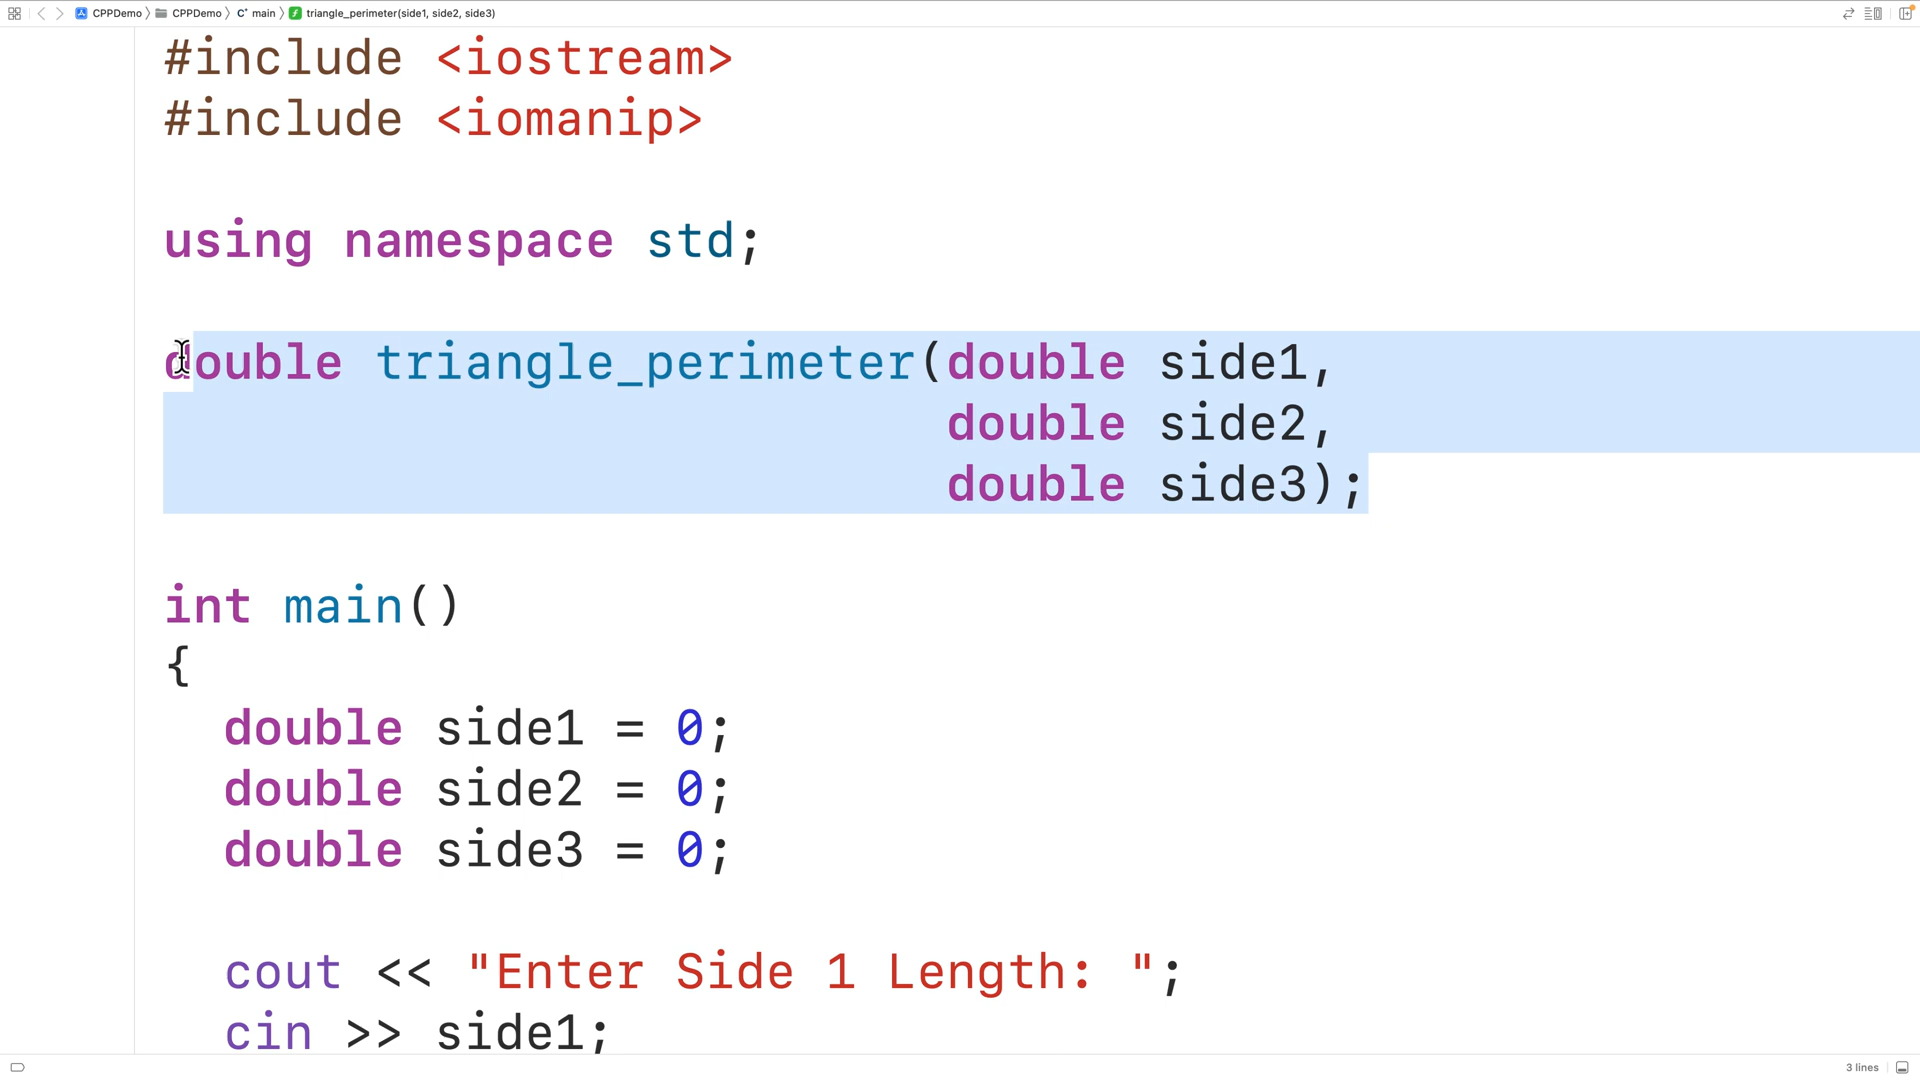 CPPDemo CPPDemo main triangle_perimeter(side1, side2, side3)
#include <iostream>
#include <iomanip>
using namespace std;
double triangle_perimeter(double side1,
double side2,
double side3);
int main()
{
double side1 = 0;
double side2 = 0;
double side3 = 0;
cout << "Enter Side 1 Length: ";
cin >> side1;
3 lines